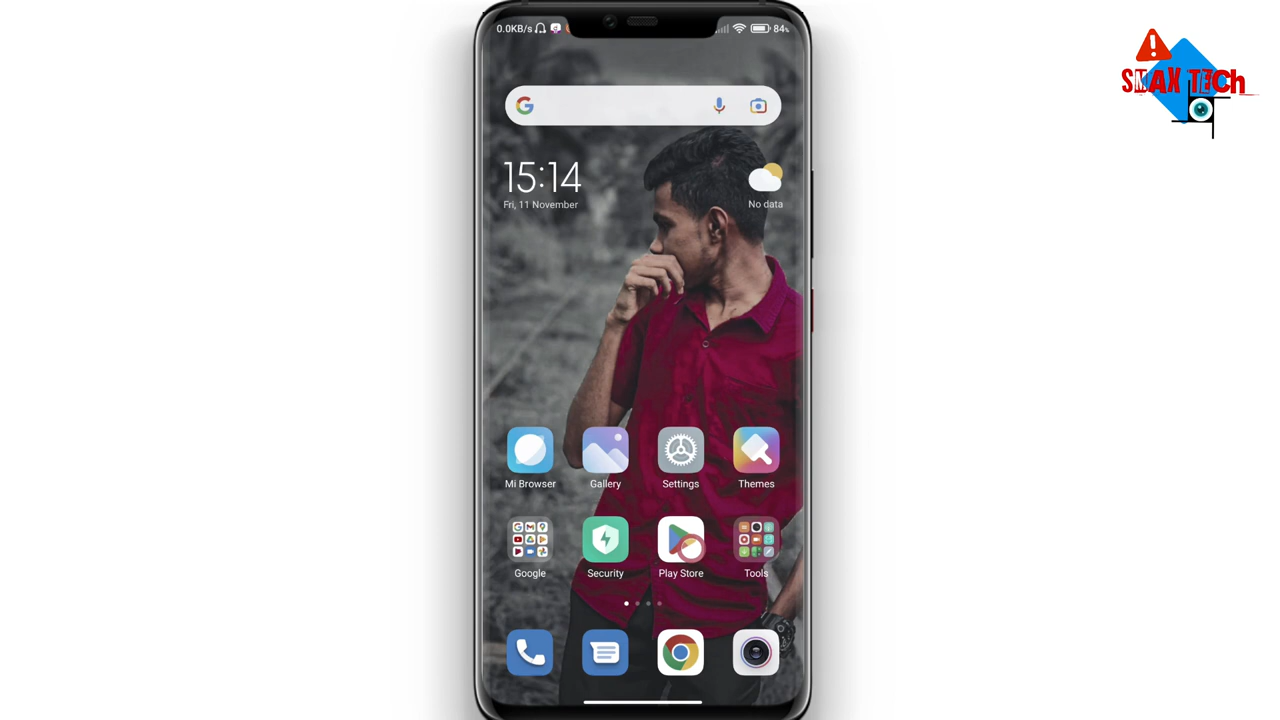 0.0KB/s
84%
SMAX TECh
15:14
Fri, 11 November
No data
Mi Browser
Gallery
Settings
Themes
Google
Security
Play Store
Tools